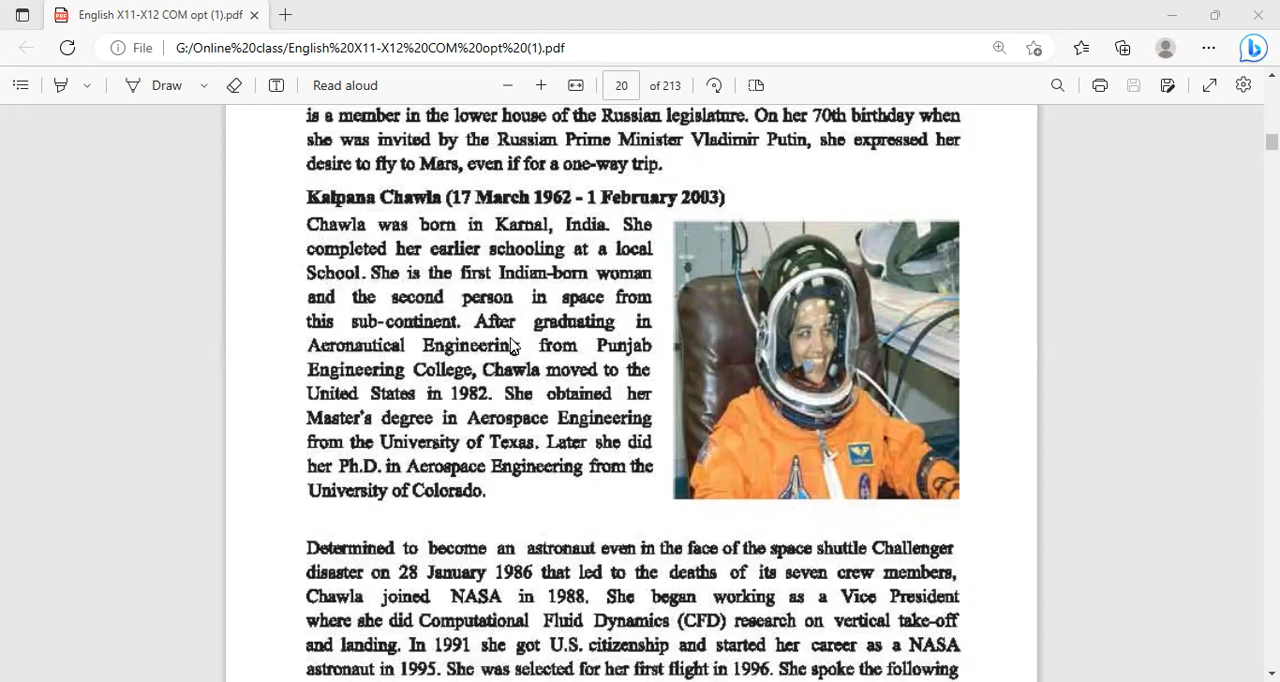 English X11-X12 COM opt (1).pdf
File
G:/Online%20class/English%20X11-X12%20COM%20opt%20(1).pdf
Draw
Read aloud
20
of 213
is a member in the lower house of the Russian legislature. On her 70th birthday when
she was invited by the Russian Prime Minister Vladimir Putin, she expressed her
desire to fly to Mars, even if for a one-way trip.
Kalpana Chawla (17 March 1962 - 1 February 2003)
Chawla was born in Karnal, India. She
completed her earlier schooling at a local
School. She is the first Indian-born woman
and the second person in space from
this sub-continent. After graduating in
Aeronautical Engineering from Punjab
Engineering College, Chawla moved to the
United States in 1982. She obtained her
Master's degree in Aerospace Engineering
from the University of Texas. Later she did
her Ph.D. in Aerospace Engineering from the
University of Colorado.
Determined to become an astronaut even in the face of the space shuttle Challenger
disaster on 28 January 1986 that led to the deaths of its seven crew members,
Chawla joined NASA in 1988. She began working as a Vice President
where she did Computational Fluid Dynamics (CFD) research on vertical take-off
and landing. In 1991 she got U.S. citizenship and started her career as a NASA
astronaut in 1995. She was selected for her first flight in 1996. She spoke the following